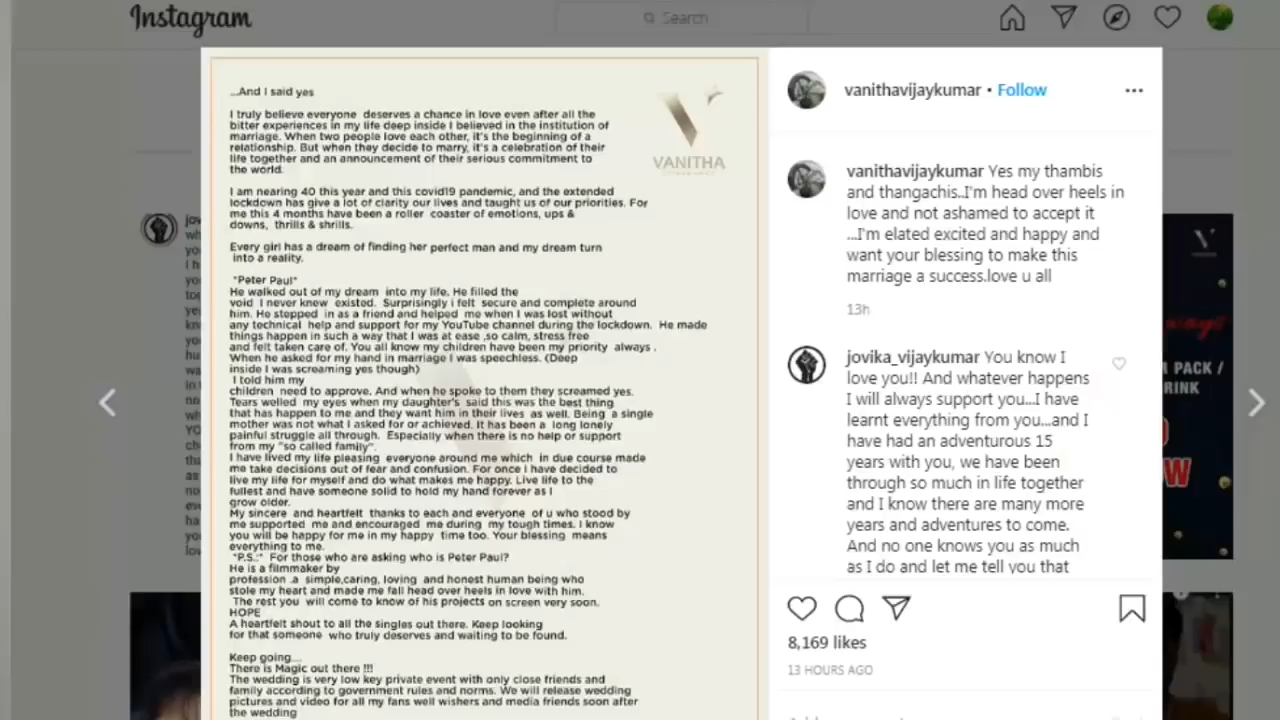 Instagram
Search
...And I said yes
I truly believe everyone deserves a chance in love even after all the
bitter experiences in my life deep inside I believed in the institution of
marriage. When two people love each other, it's the beginning of a
relationship. But when they decide to marry, it's a celebration of their
life together and an announcement of their serious commitment to
the world.
VANITHA
I am nearing 40 this year and this covid19 pandemic, and the extended
lockdown has give a lot of clarity our lives and taught us of our priorities. For
me this 4 months have been a roller coaster of emotions, ups &
downs, thrills & shrills.
Every girl has a dream of finding her perfect man and my dream turn
into a reality.
"Peter Paul"
He walked out of my dream into my life. He filled the
void I never knew existed. Surprisingly i felt secure and complete around
him. He stepped in as a friend and helped me when I was lost without
any technical help and support for my YouTube channel during the lockdown. He made
things happen in such a way that I was at ease ,so calm, stress free
and felt taken care of. You all know my children have been my priority always .
When he asked for my hand in marriage I was speechless. (Deep
inside I was screaming yes though)
I told him my
children need to approve. And when he spoke to them they screamed yes.
Tears welled my eyes when my daughter's said this was the best thing
that has happen to me and they want him in their lives as well. Being a single
mother was not what I asked for or achieved. It has been a long lonely
painful struggle all through. Especially when there is no help or support
from my "so called family".
I have lived my life pleasing everyone around me which in due course made
me take decisions out of fear and confusion. For once I have decided to
live my life for myself and do what makes me happy. Live life to the
fullest and have someone solid to hold my hand forever as I
grow older.
My sincere and heartfelt thanks to each and everyone of u who stood by
me supported me and encouraged me during my tough times. I know
you will be happy for me in my happy time too. Your blessing means
everything to me.
"P.S.:" For those who are asking who is Peter Paul?
He is a filmmaker by
profession .a simple,caring, loving and honest human being who
stole my heart and made me fall head over heels in love with him.
The rest you will come to know of his projects on screen very soon.
HOPE
A heartfelt shout to all the singles out there. Keep looking
for that someone who truly deserves and waiting to be found.
Keep going....
There is Magic out there !!!
The wedding is very low key private event with only close friends and
family according to government rules and norms. We will release wedding
pictures and video for all my fans well wishers and media friends soon after
the wedding
vanithavijaykumar • Follow
vanithavijaykumar Yes my thambis
and thangachis..I'm head over heels in
love and not ashamed to accept it
...I'm elated excited and happy and
want your blessing to make this
marriage a success.love u all
13h
jovika_vijaykumar You know I
love you!! And whatever happens
I will always support you...I have
learnt everything from you...and I
have had an adventurous 15
years with you, we have been
through so much in life together
and I know there are many more
years and adventures to come.
And no one knows you as much
as I do and let me tell you that
8,169 likes
13 HOURS AGO
PACK /
RINK
W